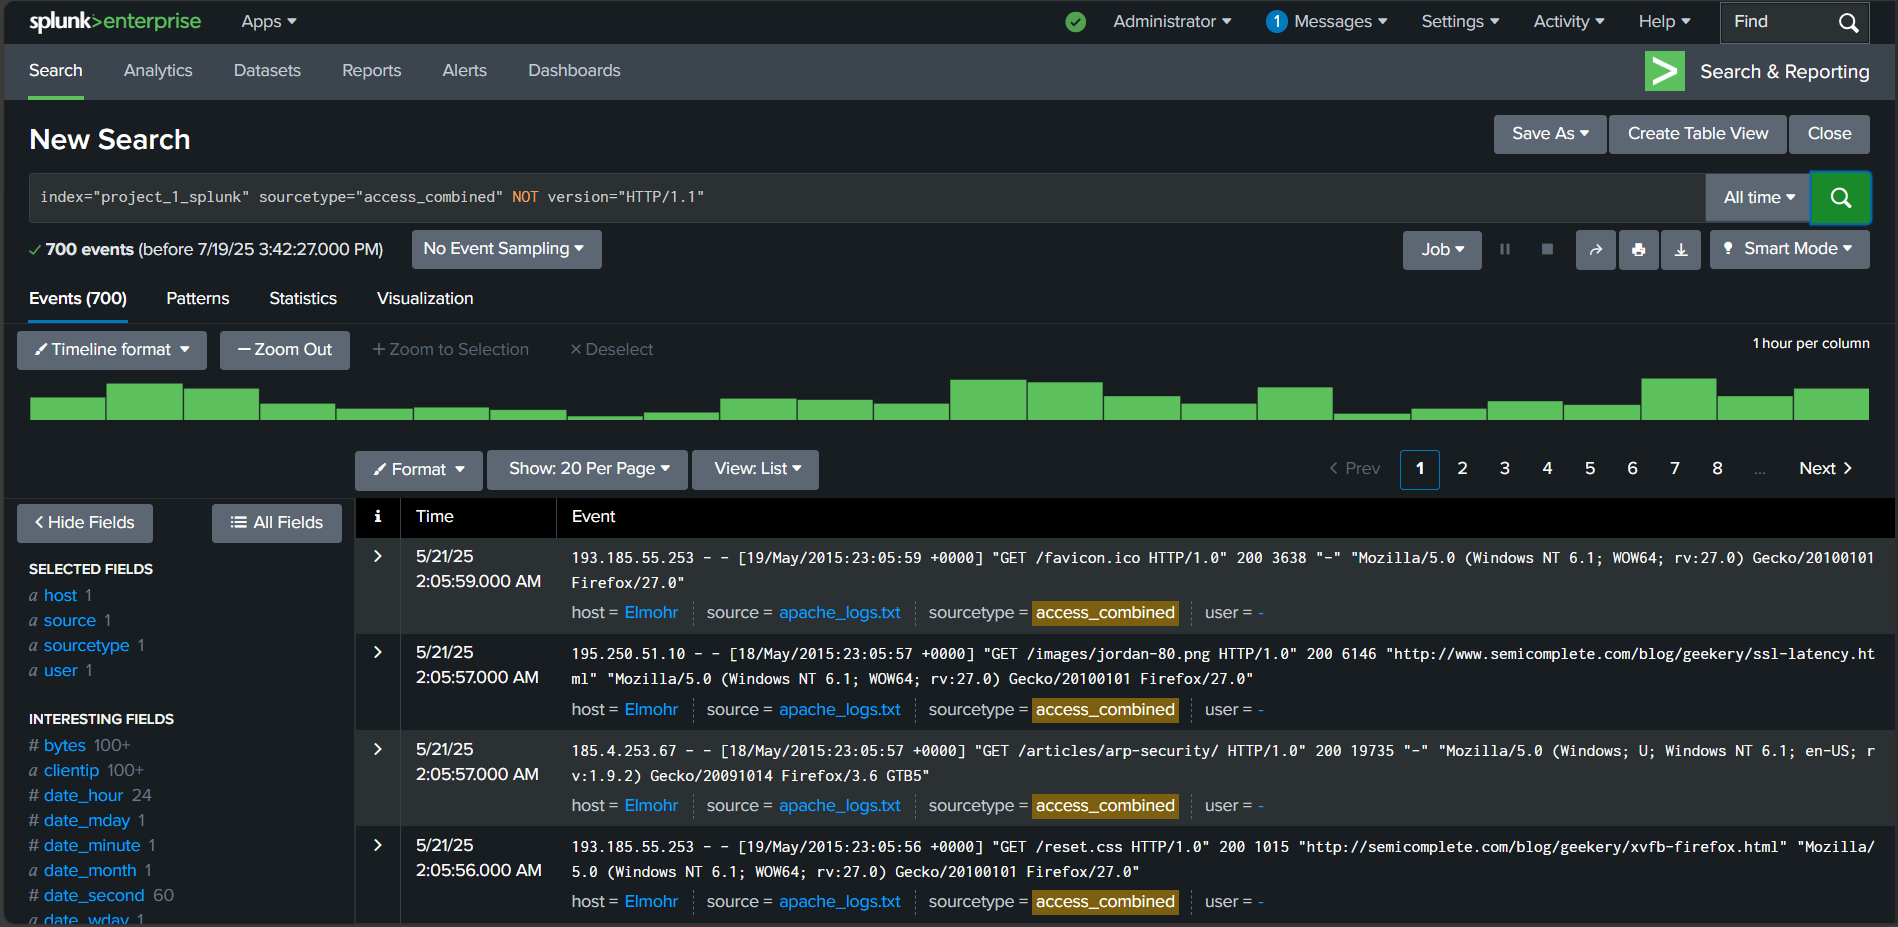 splunk>enterprise Apps Administrator 1 Messages Settings Activity Help Find
Search Analytics Datasets Reports Alerts Dashboards > Search & Reporting
New Search Save As Create Table View Close
index="project_1_splunk" sourcetype="access_combined" NOT version="HTTP/1.1" All time
700 events (before 7/19/25 3:42:27.000 PM) No Event Sampling Job Smart Mode
Events (700) Patterns Statistics Visualization
Timeline format – Zoom Out + Zoom to Selection × Deselect 1 hour per column
Format Show: 20 Per Page View: List < Prev 1 2 3 4 5 6 7 8 ... Next >
< Hide Fields All Fields i Time Event
SELECTED FIELDS
a host 1
a source 1
a sourcetype 1
a user 1
INTERESTING FIELDS
# bytes 100+
a clientip 100+
# date_hour 24
# date_mday 1
# date_minute 1
a date_month 1
# date_second 60
a date_wday 1
> 5/21/25 193.185.55.253 - - [19/May/2015:23:05:59 +0000] "GET /favicon.ico HTTP/1.0" 200 3638 "-" "Mozilla/5.0 (Windows NT 6.1; WOW64; rv:27.0) Gecko/20100101
2:05:59.000 AM Firefox/27.0"
host = Elmohr source = apache_logs.txt sourcetype = access_combined user = -
> 5/21/25 195.250.51.10 - - [18/May/2015:23:05:57 +0000] "GET /images/jordan-80.png HTTP/1.0" 200 6146 "http://www.semicomplete.com/blog/geekery/ssl-latency.ht
2:05:57.000 AM ml" "Mozilla/5.0 (Windows NT 6.1; WOW64; rv:27.0) Gecko/20100101 Firefox/27.0"
host = Elmohr source = apache_logs.txt sourcetype = access_combined user = -
> 5/21/25 185.4.253.67 - - [18/May/2015:23:05:57 +0000] "GET /articles/arp-security/ HTTP/1.0" 200 19735 "-" "Mozilla/5.0 (Windows; U; Windows NT 6.1; en-US; r
2:05:57.000 AM v:1.9.2) Gecko/20091014 Firefox/3.6 GTB5"
host = Elmohr source = apache_logs.txt sourcetype = access_combined user = -
> 5/21/25 193.185.55.253 - - [19/May/2015:23:05:56 +0000] "GET /reset.css HTTP/1.0" 200 1015 "http://semicomplete.com/blog/geekery/xvfb-firefox.html" "Mozilla/
2:05:56.000 AM 5.0 (Windows NT 6.1; WOW64; rv:27.0) Gecko/20100101 Firefox/27.0"
host = Elmohr source = apache_logs.txt sourcetype = access_combined user = -